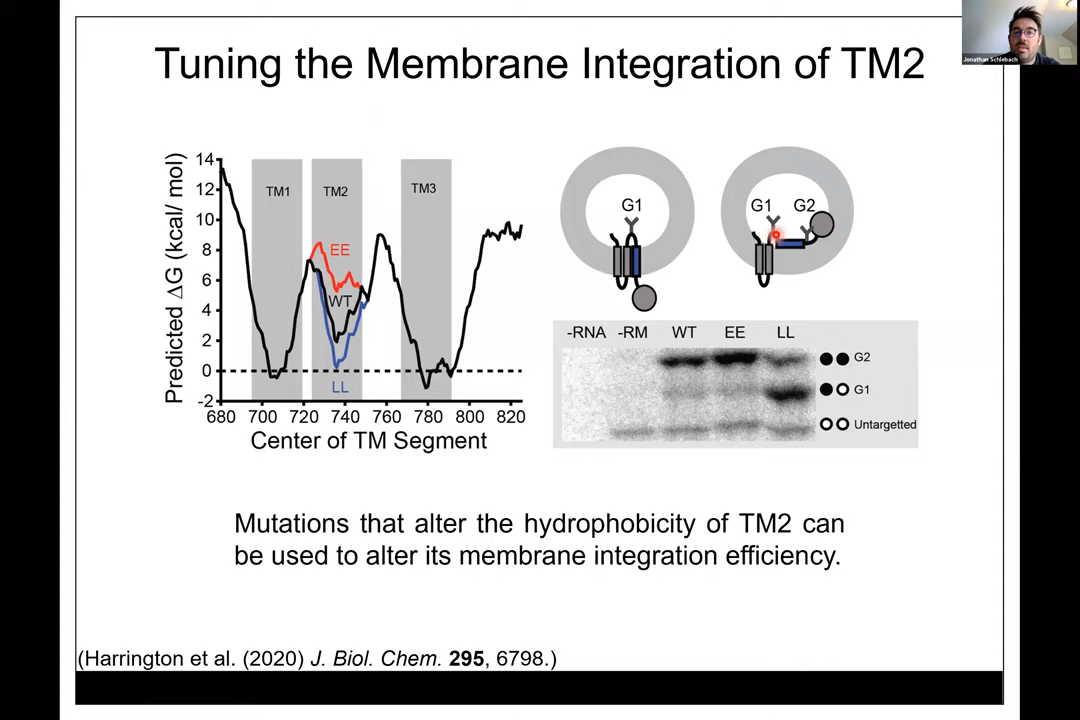 Tuning the Membrane Integration of TM2
Jonathan Schlebach
Predicted ΔG (kcal/ mol)
14
12
10
8
6
4
2
0
-2
TM1
TM2
TM3
EE
WT
LL
680 700 720 740 760 780 800 820
Center of TM Segment
G1
G1 G2
-RNA -RM WT EE LL
G2
G1
Untargetted
Mutations that alter the hydrophobicity of TM2 can
be used to alter its membrane integration efficiency.
(Harrington et al. (2020) J. Biol. Chem. 295, 6798.)